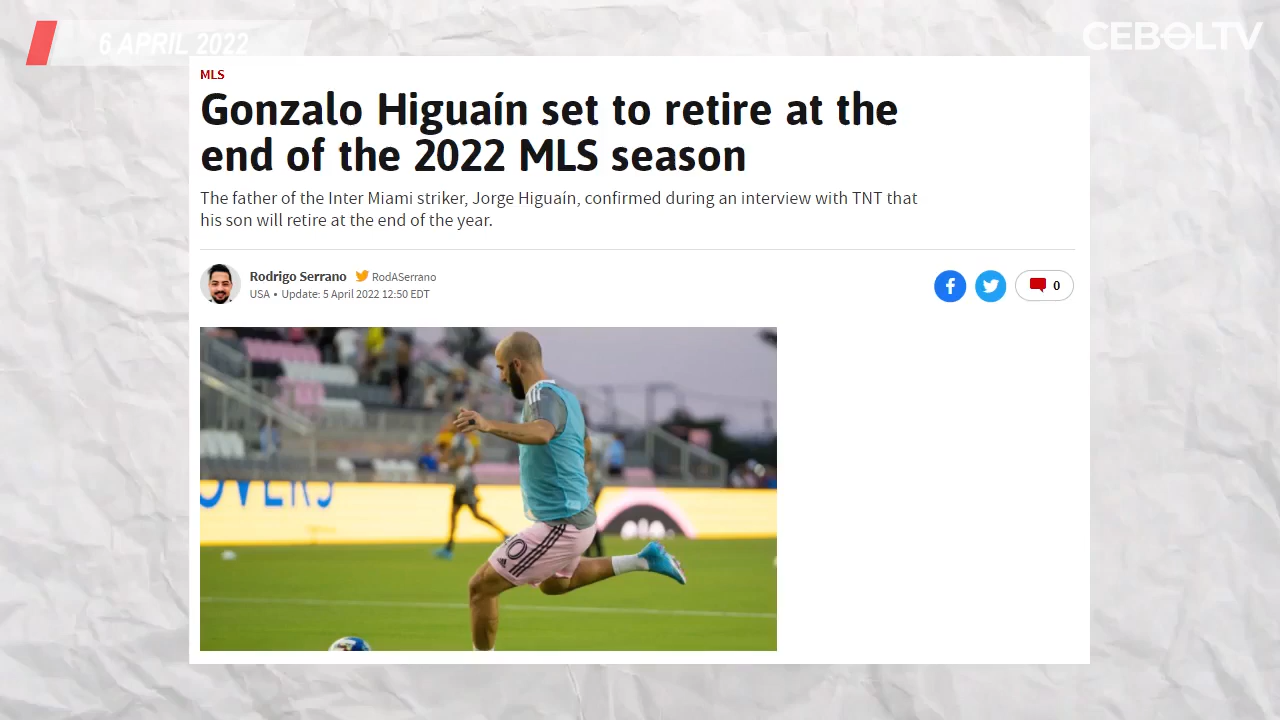 6 APRIL 2022
CEBOLTV
MLS
Gonzalo Higuaín set to retire at the
end of the 2022 MLS season
The father of the Inter Miami striker, Jorge Higuaín, confirmed during an interview with TNT that
his son will retire at the end of the year.
Rodrigo Serrano RodASerrano
USA • Update: 5 April 2022 12:50 EDT
0
OVERS
10